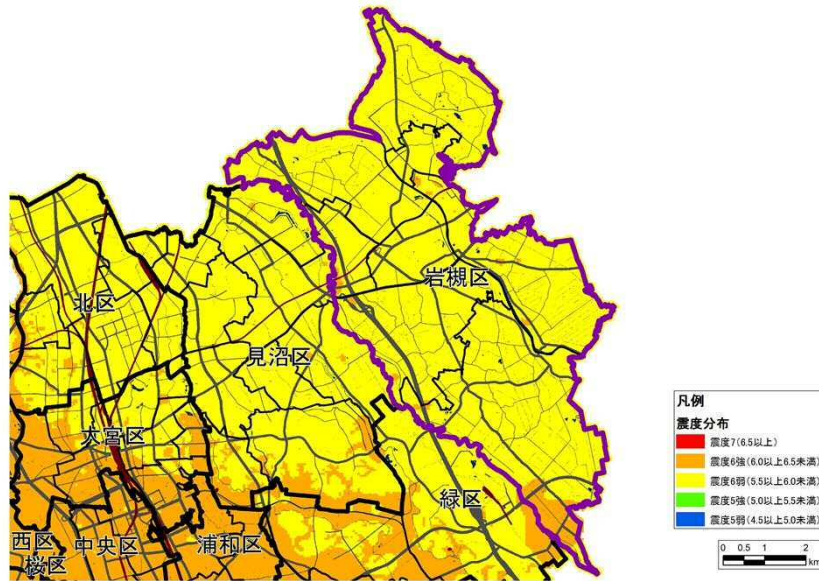 岩槻区
北区
見沼区
大宮区
緑区
西区
中央区
浦和区
桜区
凡例
震度分布
震度7(6.5以上)
震度6強(6.0以上6.5未満)
震度6弱(5.5以上6.0未満)
震度5強(5.0以上5.5未満)
震度5弱(4.5以上5.0未満)
0 0.5 1 2
km